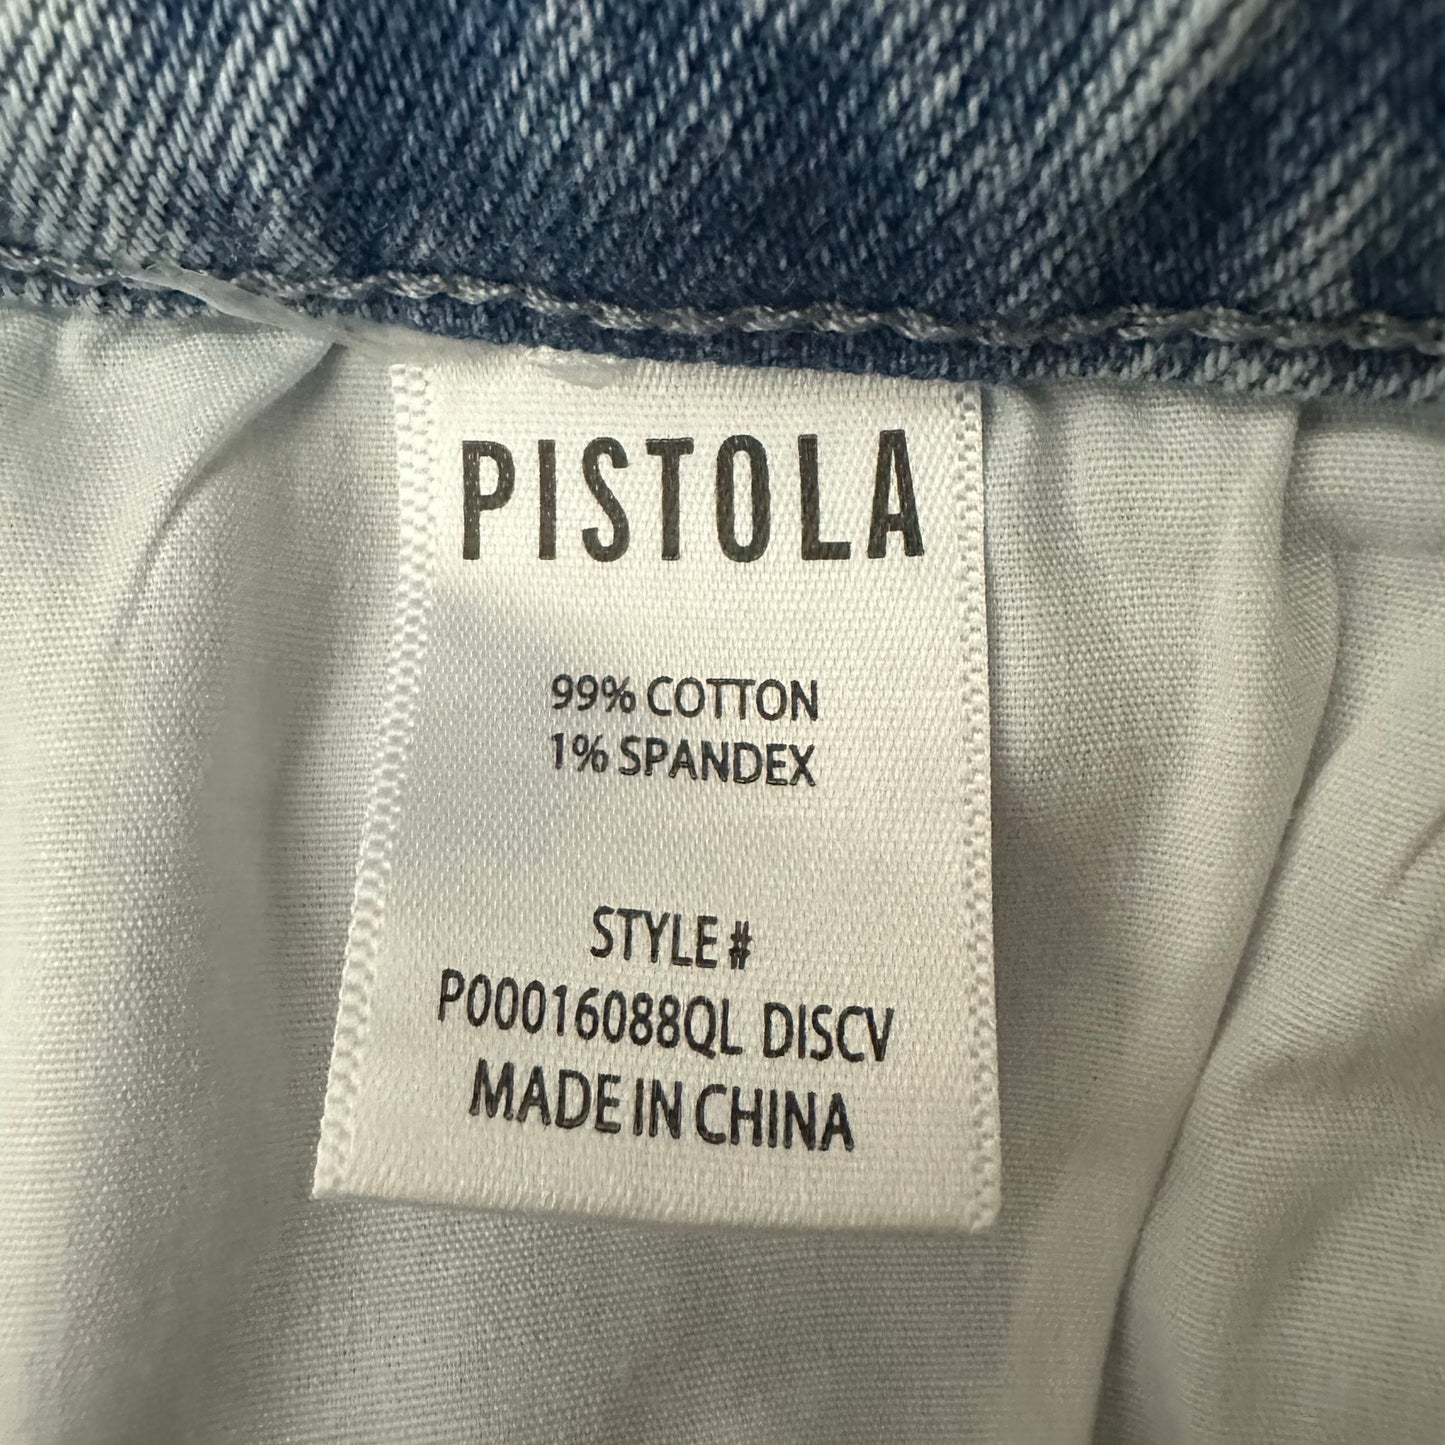 PISTOLA
99% COTTON
1% SPANDEX
STYLE #
P00016088QL DISCV
MADE IN CHINA